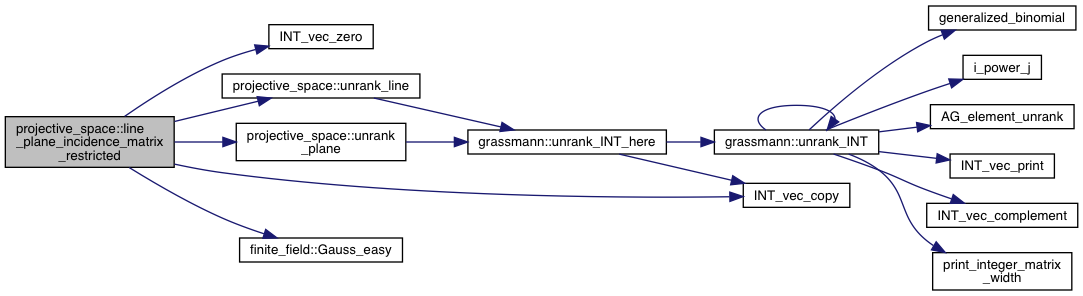 projective_space::line
_plane_incidence_matrix
_restricted
INT_vec_zero
projective_space::unrank_line
projective_space::unrank
_plane
finite_field::Gauss_easy
grassmann::unrank_INT_here
INT_vec_copy
grassmann::unrank_INT
generalized_binomial
i_power_j
AG_element_unrank
INT_vec_print
INT_vec_complement
print_integer_matrix
_width